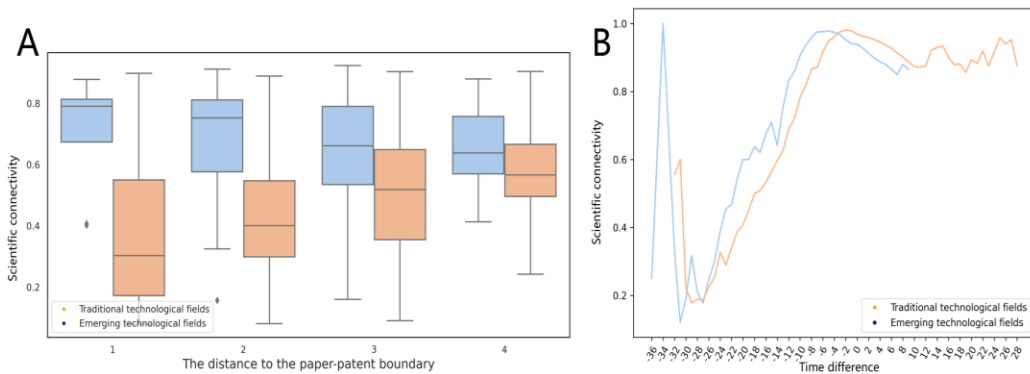 A
Scientific connectivity
0.8
0.6
0.4
0.2
Traditional technological fields
Emerging technological fields
1 2 3 4
The distance to the paper-patent boundary
B
Scientific connectivity
1.0
0.8
0.6
0.4
0.2
Traditional technological fields
Emerging technological fields
-36 -34 -32 -30 -28 -26 -24 -22 -20 -18 -16 -14 -12 -10 -8 -6 -4 -2 0 2 4 6 8 10 12 14 16 18 20 22 24 26 28
Time difference